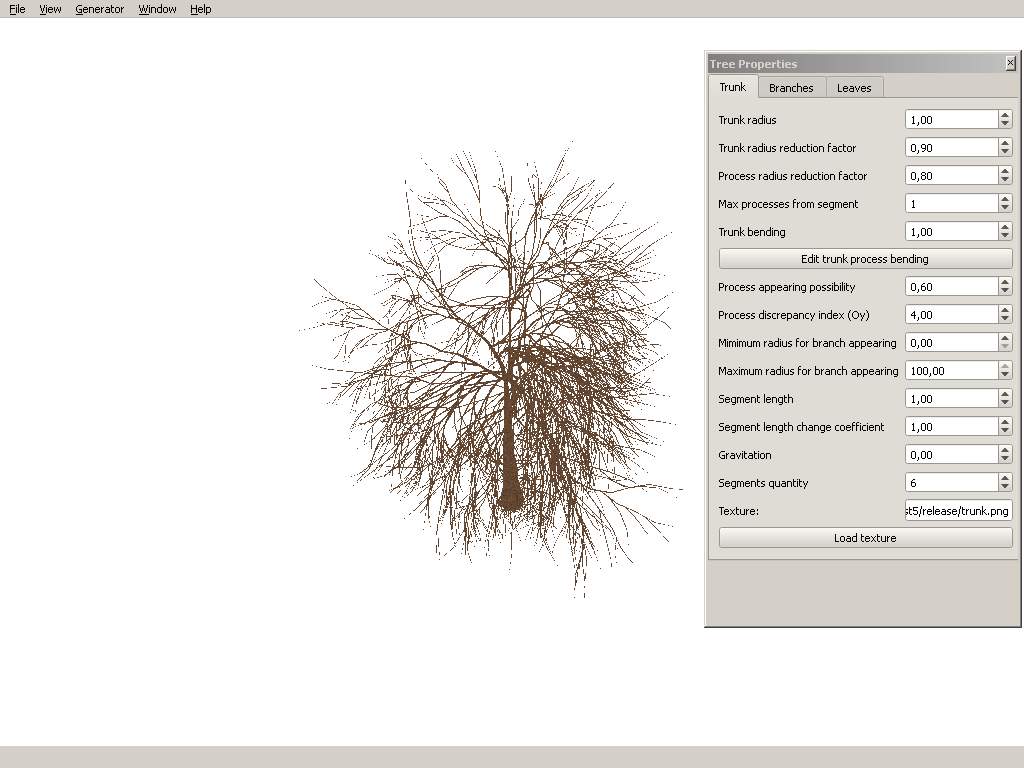 File View Generator Window Help
Tree Properties
Trunk Branches Leaves
Trunk radius 1,00
Trunk radius reduction factor 0,90
Process radius reduction factor 0,80
Max processes from segment 1
Trunk bending 1,00
Edit trunk process bending
Process appearing possibility 0,60
Process discrepancy index (Oy) 4,00
Mimimum radius for branch appearing 0,00
Maximum radius for branch appearing 100,00
Segment length 1,00
Segment length change coefficient 1,00
Gravitation 0,00
Segments quantity 6
Texture: st5/release/trunk.png
Load texture